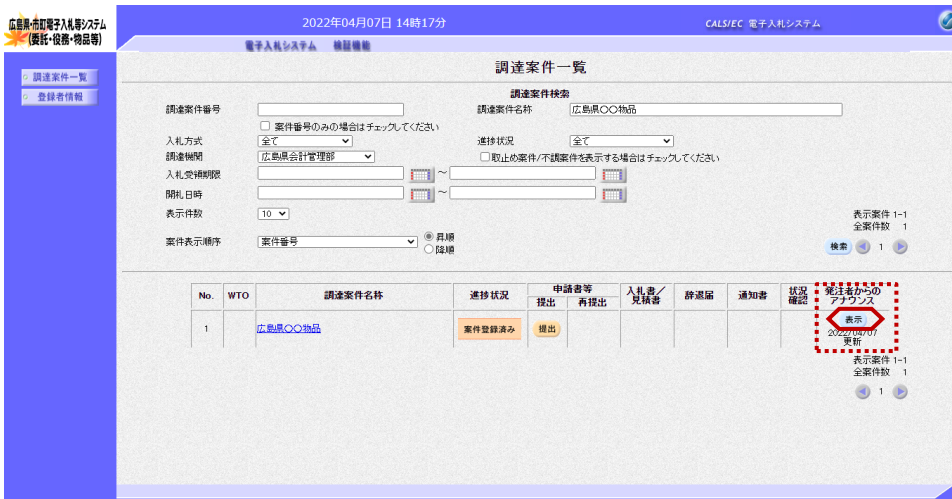 広島県・市町電子入札等システム
(委託・役務・物品等)
2022年04月07日 14時17分
CALS/EC 電子入札システム
電子入札システム 検証機能
調達案件一覧
登録者情報
調達案件一覧
調達案件検索
調達案件番号 調達案件名称 広島県〇〇物品
案件番号のみの場合はチェックしてください
入札方式 全て 進捗状況 全て
調達機関 広島県会計管理部 取止め案件/不調案件を表示する場合はチェックしてください
入札受領期限 ～
開札日時 ～
表示件数 10
表示案件 1-1
全案件数 1
案件表示順序 案件番号 昇順
降順
検索 1
No. WTO 調達案件名称 進捗状況 申請書等 提出 再提出 入札書/見積書 辞退届 通知書 状況確認 発注者からのアナウンス
1 広島県〇〇物品 案件登録済み 提出 表示
2022/04/07
更新
表示案件 1-1
全案件数 1
1